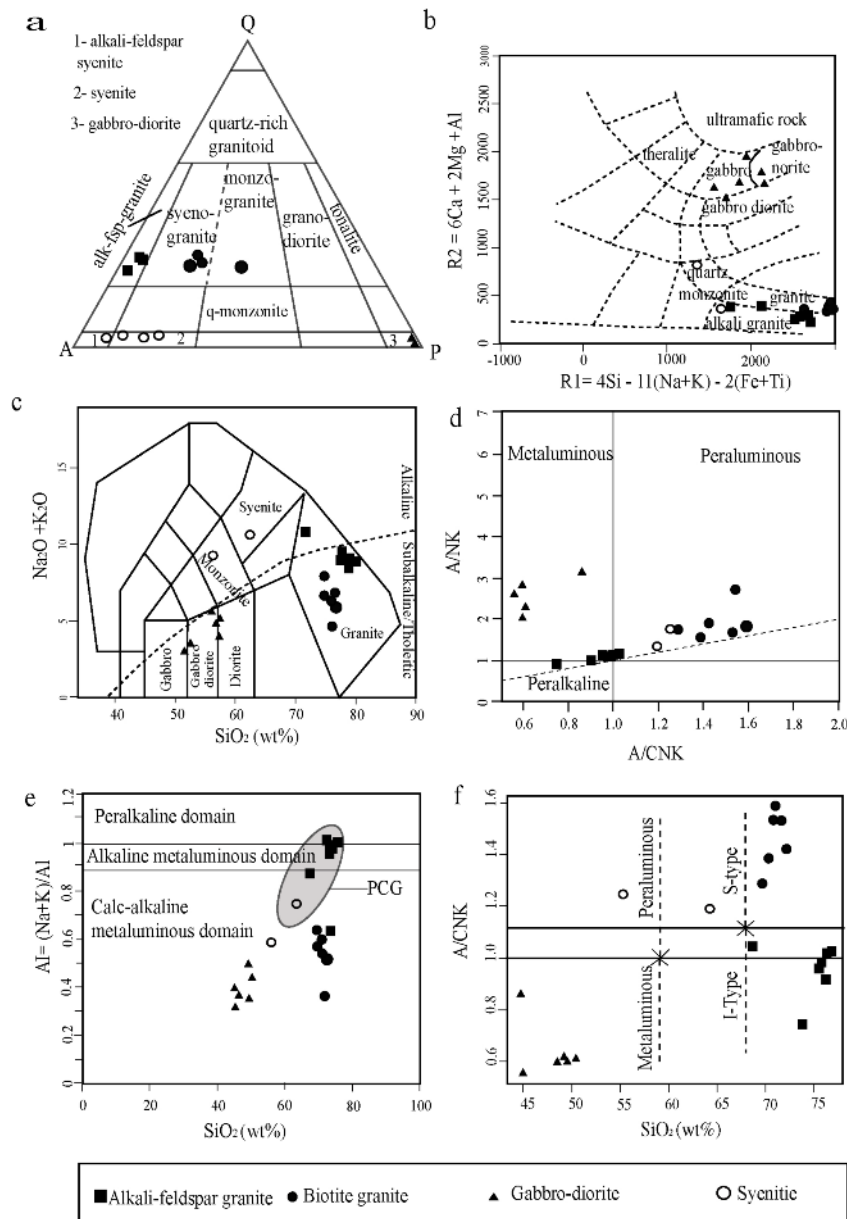 a
1- alkali-feldspar
syenite
2- syenite
3- gabbro-diorite
Q
quartz-rich
granitoid
alk-fsp-granite
syeno-
granite
monzo-
granite
grano-
diorite
tonalite
q-monzonite
A
1
2
3
P
b
R2 = 6Ca + 2Mg + Al
3000
2500
2000
1500
1000
500
0
ultramafic rock
theralite
gabbro
gabbro-
norite
gabbro diorite
quartz
monzonite
granite
alkali granite
-1000
0
1000
2000
R1= 4Si - 11(Na+K) - 2(Fe+Ti)
c
Na2O +K2O
15
10
5
0
Syenite
Monzonite
Gabbro
Gabbro
diorite
Diorite
Granite
Alkaline
Subalkaline/Tholeitic
40
50
60
70
80
90
SiO2 (wt%)
d
A/NK
7
6
5
4
3
2
1
0
Metaluminous
Peraluminous
Peralkaline
0.6
0.8
1.0
1.2
1.4
1.6
1.8
2.0
A/CNK
e
AI= (Na+K)/Al
1.2
1
0.8
0.6
0.4
0.2
0
Peralkaline domain
Alkaline metaluminous domain
PCG
Calc-alkaline
metaluminous domain
0
20
40
60
80
100
SiO2 (wt%)
f
A/CNK
1.6
1.4
1.2
1.0
0.8
0.6
Peraluminous
Metaluminous
S-type
I-Type
45
50
55
60
65
70
75
SiO2 (wt%)
Alkali-feldspar granite
Biotite granite
Gabbro-diorite
Syenitic